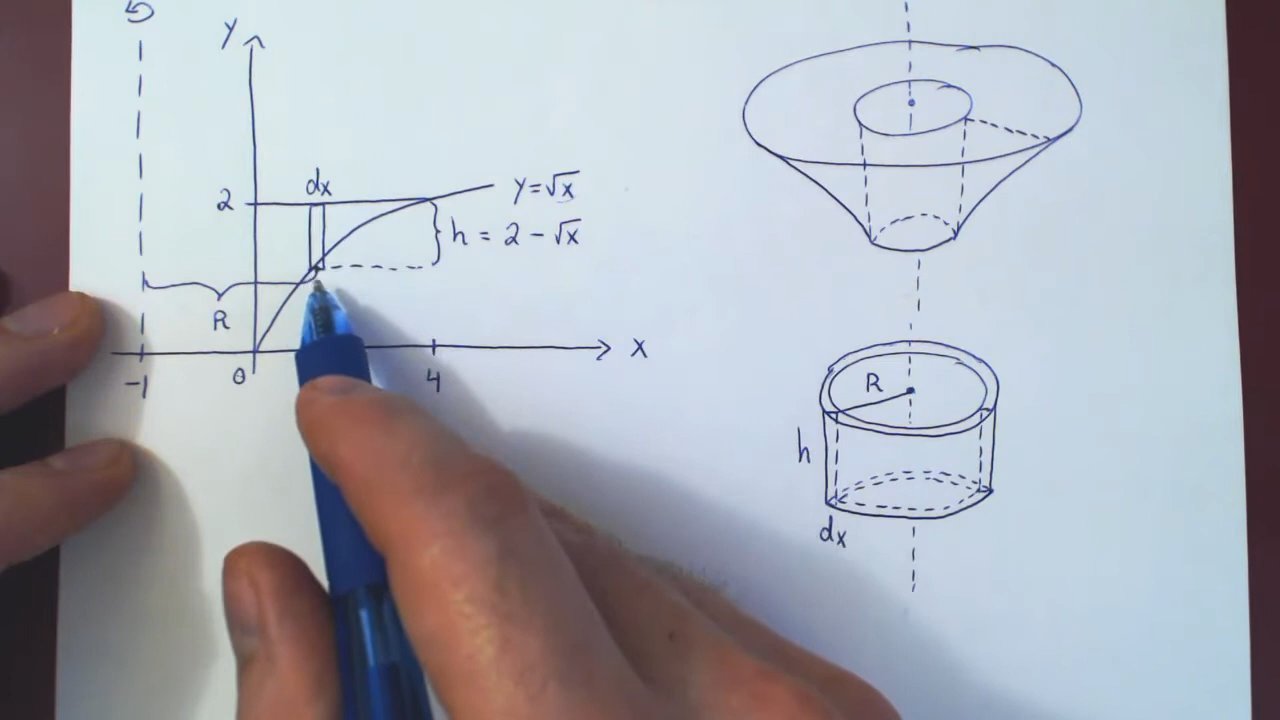 y
2
dx
y = √x
h = 2 - √x
R
x
-1
0
4
R
h
dx